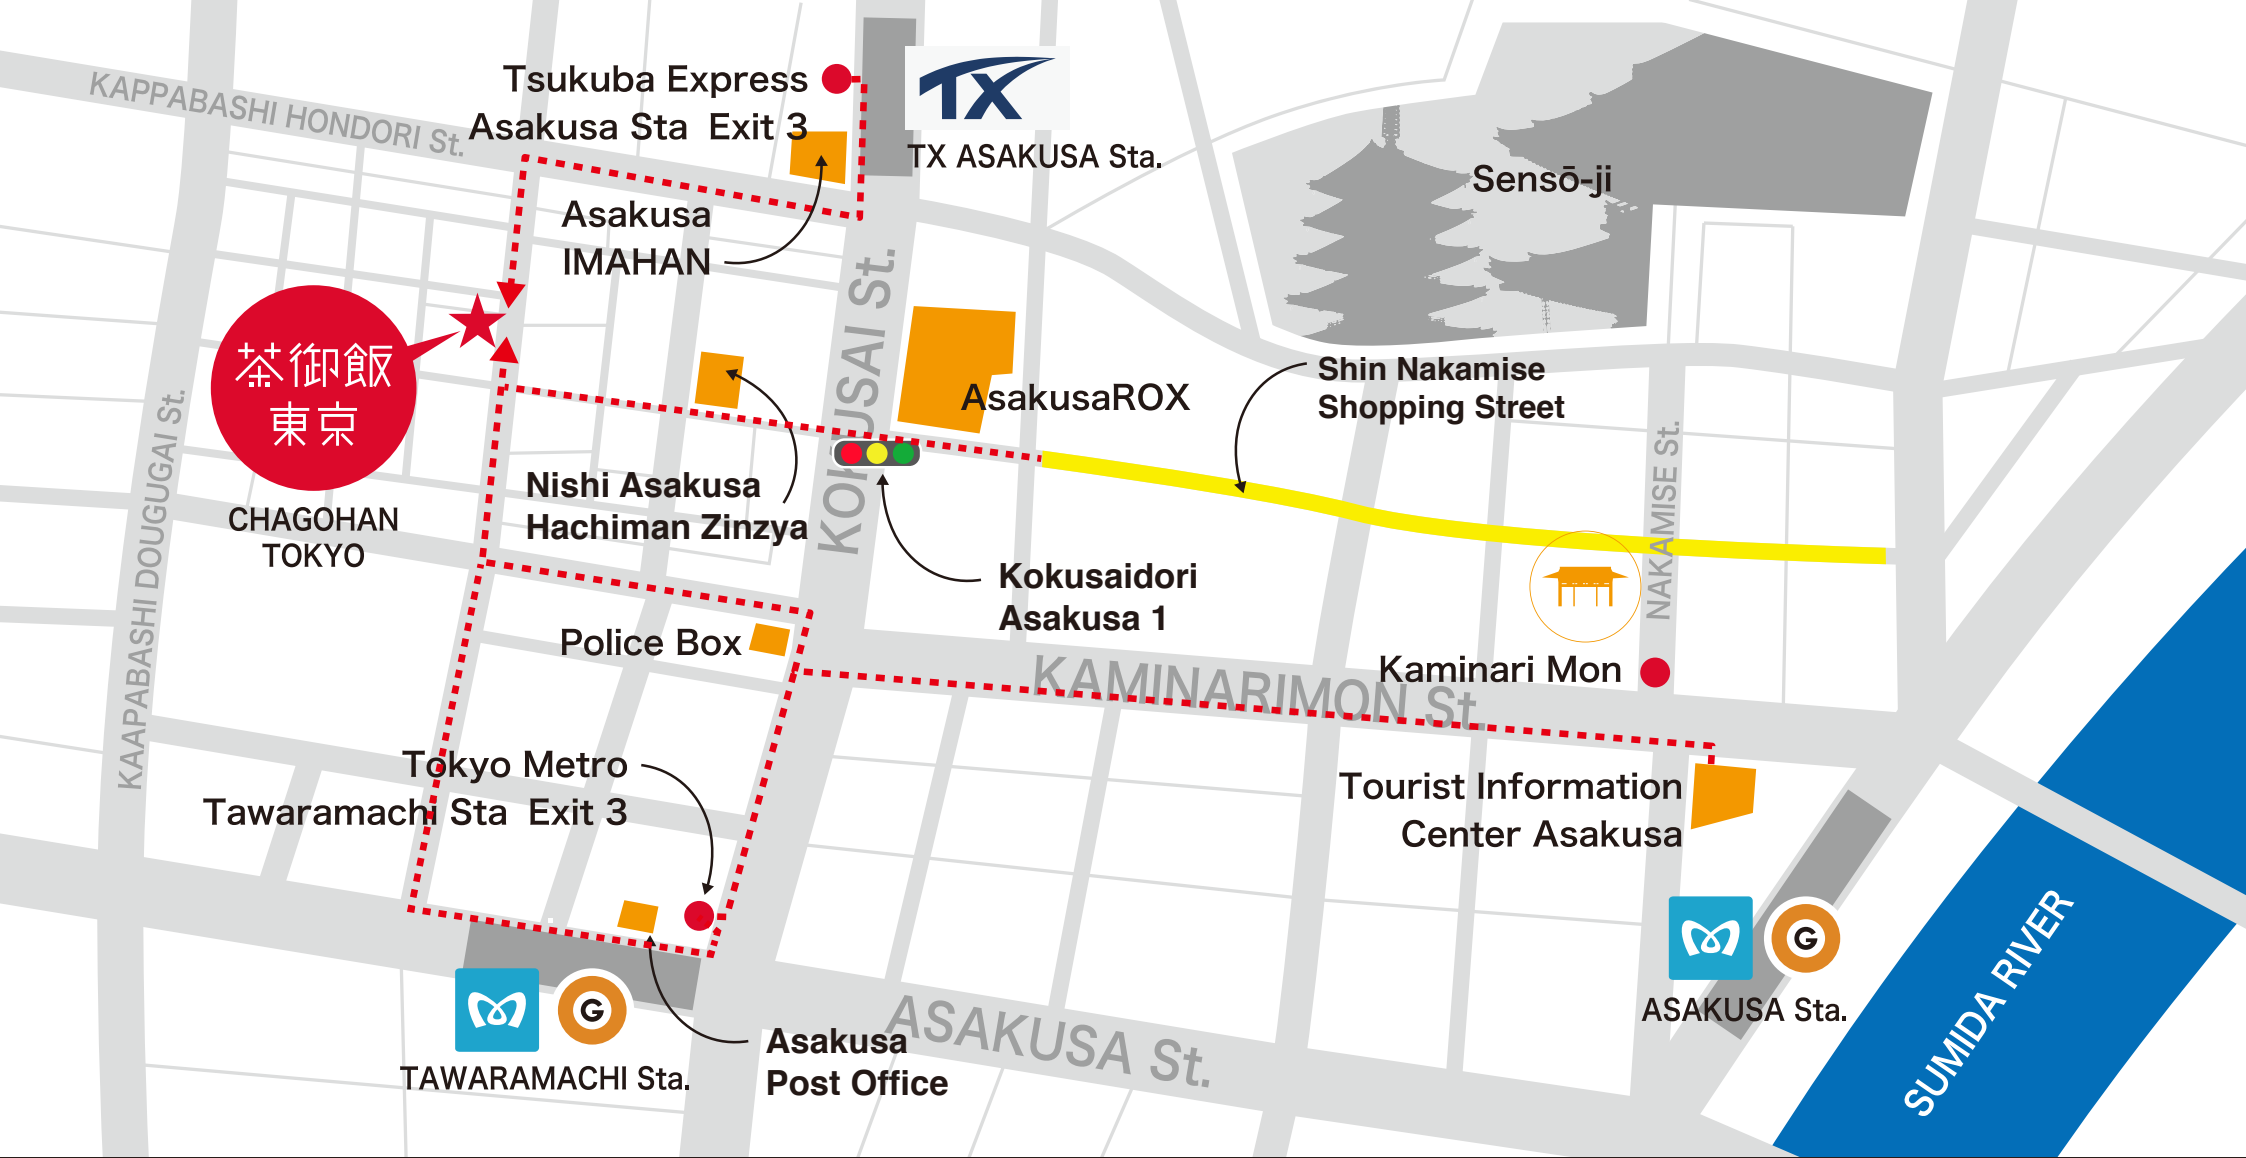 Tsukuba Express
Asakusa Sta Exit 3
TX
TX ASAKUSA Sta.
KAPPABASHI HONDORI St.
Sensō-ji
Asakusa
IMAHAN
KOKUSAI St.
茶御飯
東京
CHAGOHAN
TOKYO
AsakusaROX
Shin Nakamise
Shopping Street
KAAPABASHI DOUGUGAI St.
Nishi Asakusa
Hachiman Zinzya
NAKAMISE St.
Kokusaidori
Asakusa 1
Police Box
KAMINARIMON St.
Kaminari Mon
Tokyo Metro
Tawaramachi Sta Exit 3
Tourist Information
Center Asakusa
G
ASAKUSA Sta.
SUMIDA RIVER
G
TAWARAMACHI Sta.
Asakusa
Post Office
ASAKUSA St.